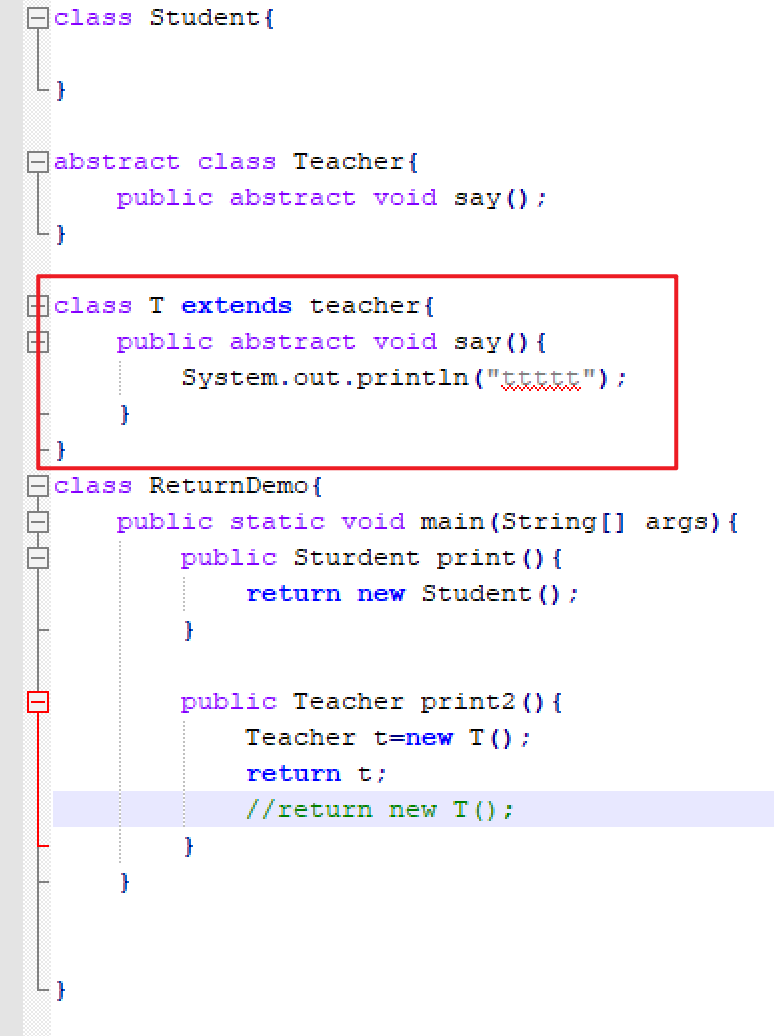 class Student{
}
abstract class Teacher{
public abstract void say();
}
class T extends teacher{
public abstract void say(){
System.out.println("tttttt");
}
}
class ReturnDemo{
public static void main(String[] args){
public Sturdent print(){
return new Student();
}
public Teacher print2(){
Teacher t=new T();
return t;
//return new T();
}
}
}